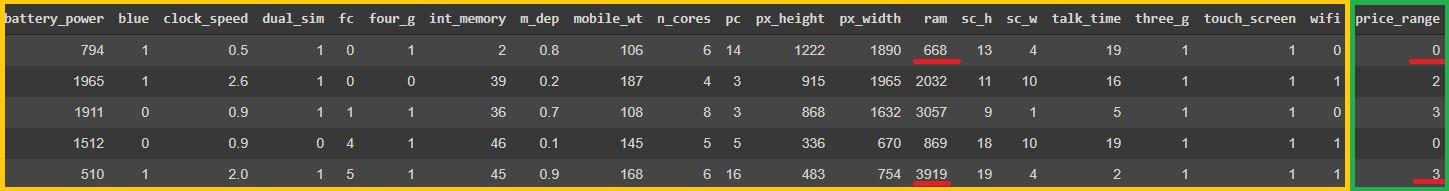 battery_power blue clock_speed dual_sim fc four_g int_memory m_dep mobile_wt n_cores pc px_height px_width ram sc_h sc_w talk_time three_g touch_screen wifi price_range
794 1 0.5 1 0 1 2 0.8 106 6 14 1222 1890 668 13 4 19 1 1 0 0
1965 1 2.6 1 0 0 39 0.2 187 4 3 915 1965 2032 11 10 16 1 1 1 2
1911 0 0.9 1 1 1 36 0.7 108 8 3 868 1632 3057 9 1 5 1 1 0 3
1512 0 0.9 0 4 1 46 0.1 145 5 5 336 670 869 18 10 19 1 1 1 0
510 1 2.0 1 5 1 45 0.9 168 6 16 483 754 3919 19 4 2 1 1 1 3